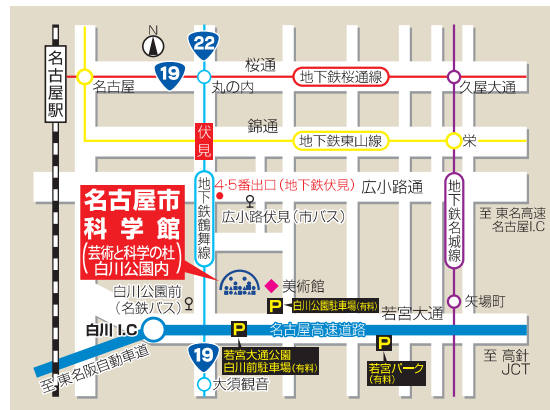 N
22
19
桜通
名古屋駅
名古屋
丸の内
地下鉄桜通線
久屋大通
錦通
伏見
地下鉄東山線
栄
4・5番出口(地下鉄伏見)
広小路通
名古屋市
科学館
(芸術と科学の杜
白川公園内)
地下鉄鶴舞線
広小路伏見(市バス)
地下鉄名城線
至 東名高速
名古屋I.C
白川公園前
(名鉄バス)
美術館
P 白川公園駐車場(有料)
若宮大通
矢場町
白川 I.C
名古屋高速道路
P
若宮大通公園
白川前駐車場(有料)
P
若宮パーク
(有料)
至 高針
JCT
至 東名阪自動車道
19
大須観音